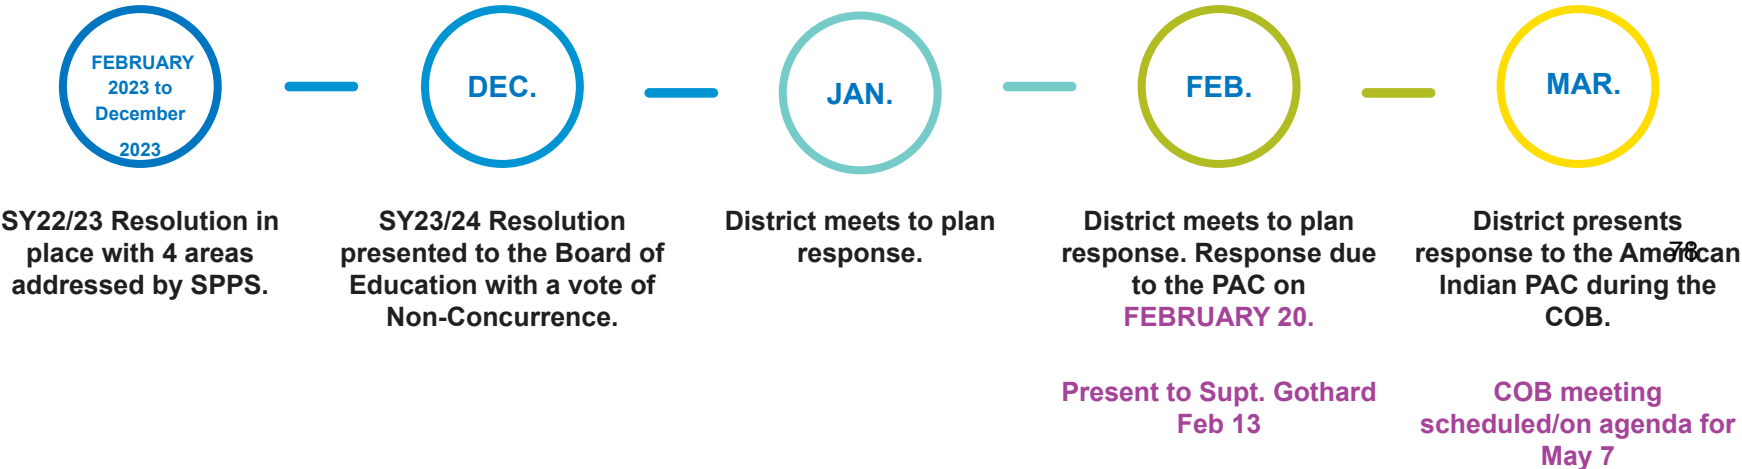 FEBRUARY
2023 to
December
2023
DEC.
JAN.
FEB.
MAR.
SY22/23 Resolution in
place with 4 areas
addressed by SPPS.
SY23/24 Resolution
presented to the Board of
Education with a vote of
Non-Concurrence.
District meets to plan
response.
District meets to plan
response. Response due
to the PAC on
FEBRUARY 20.
Present to Supt. Gothard
Feb 13
District presents
response to the American
Indian PAC during the
COB.
78
COB meeting
scheduled/on agenda for
May 7